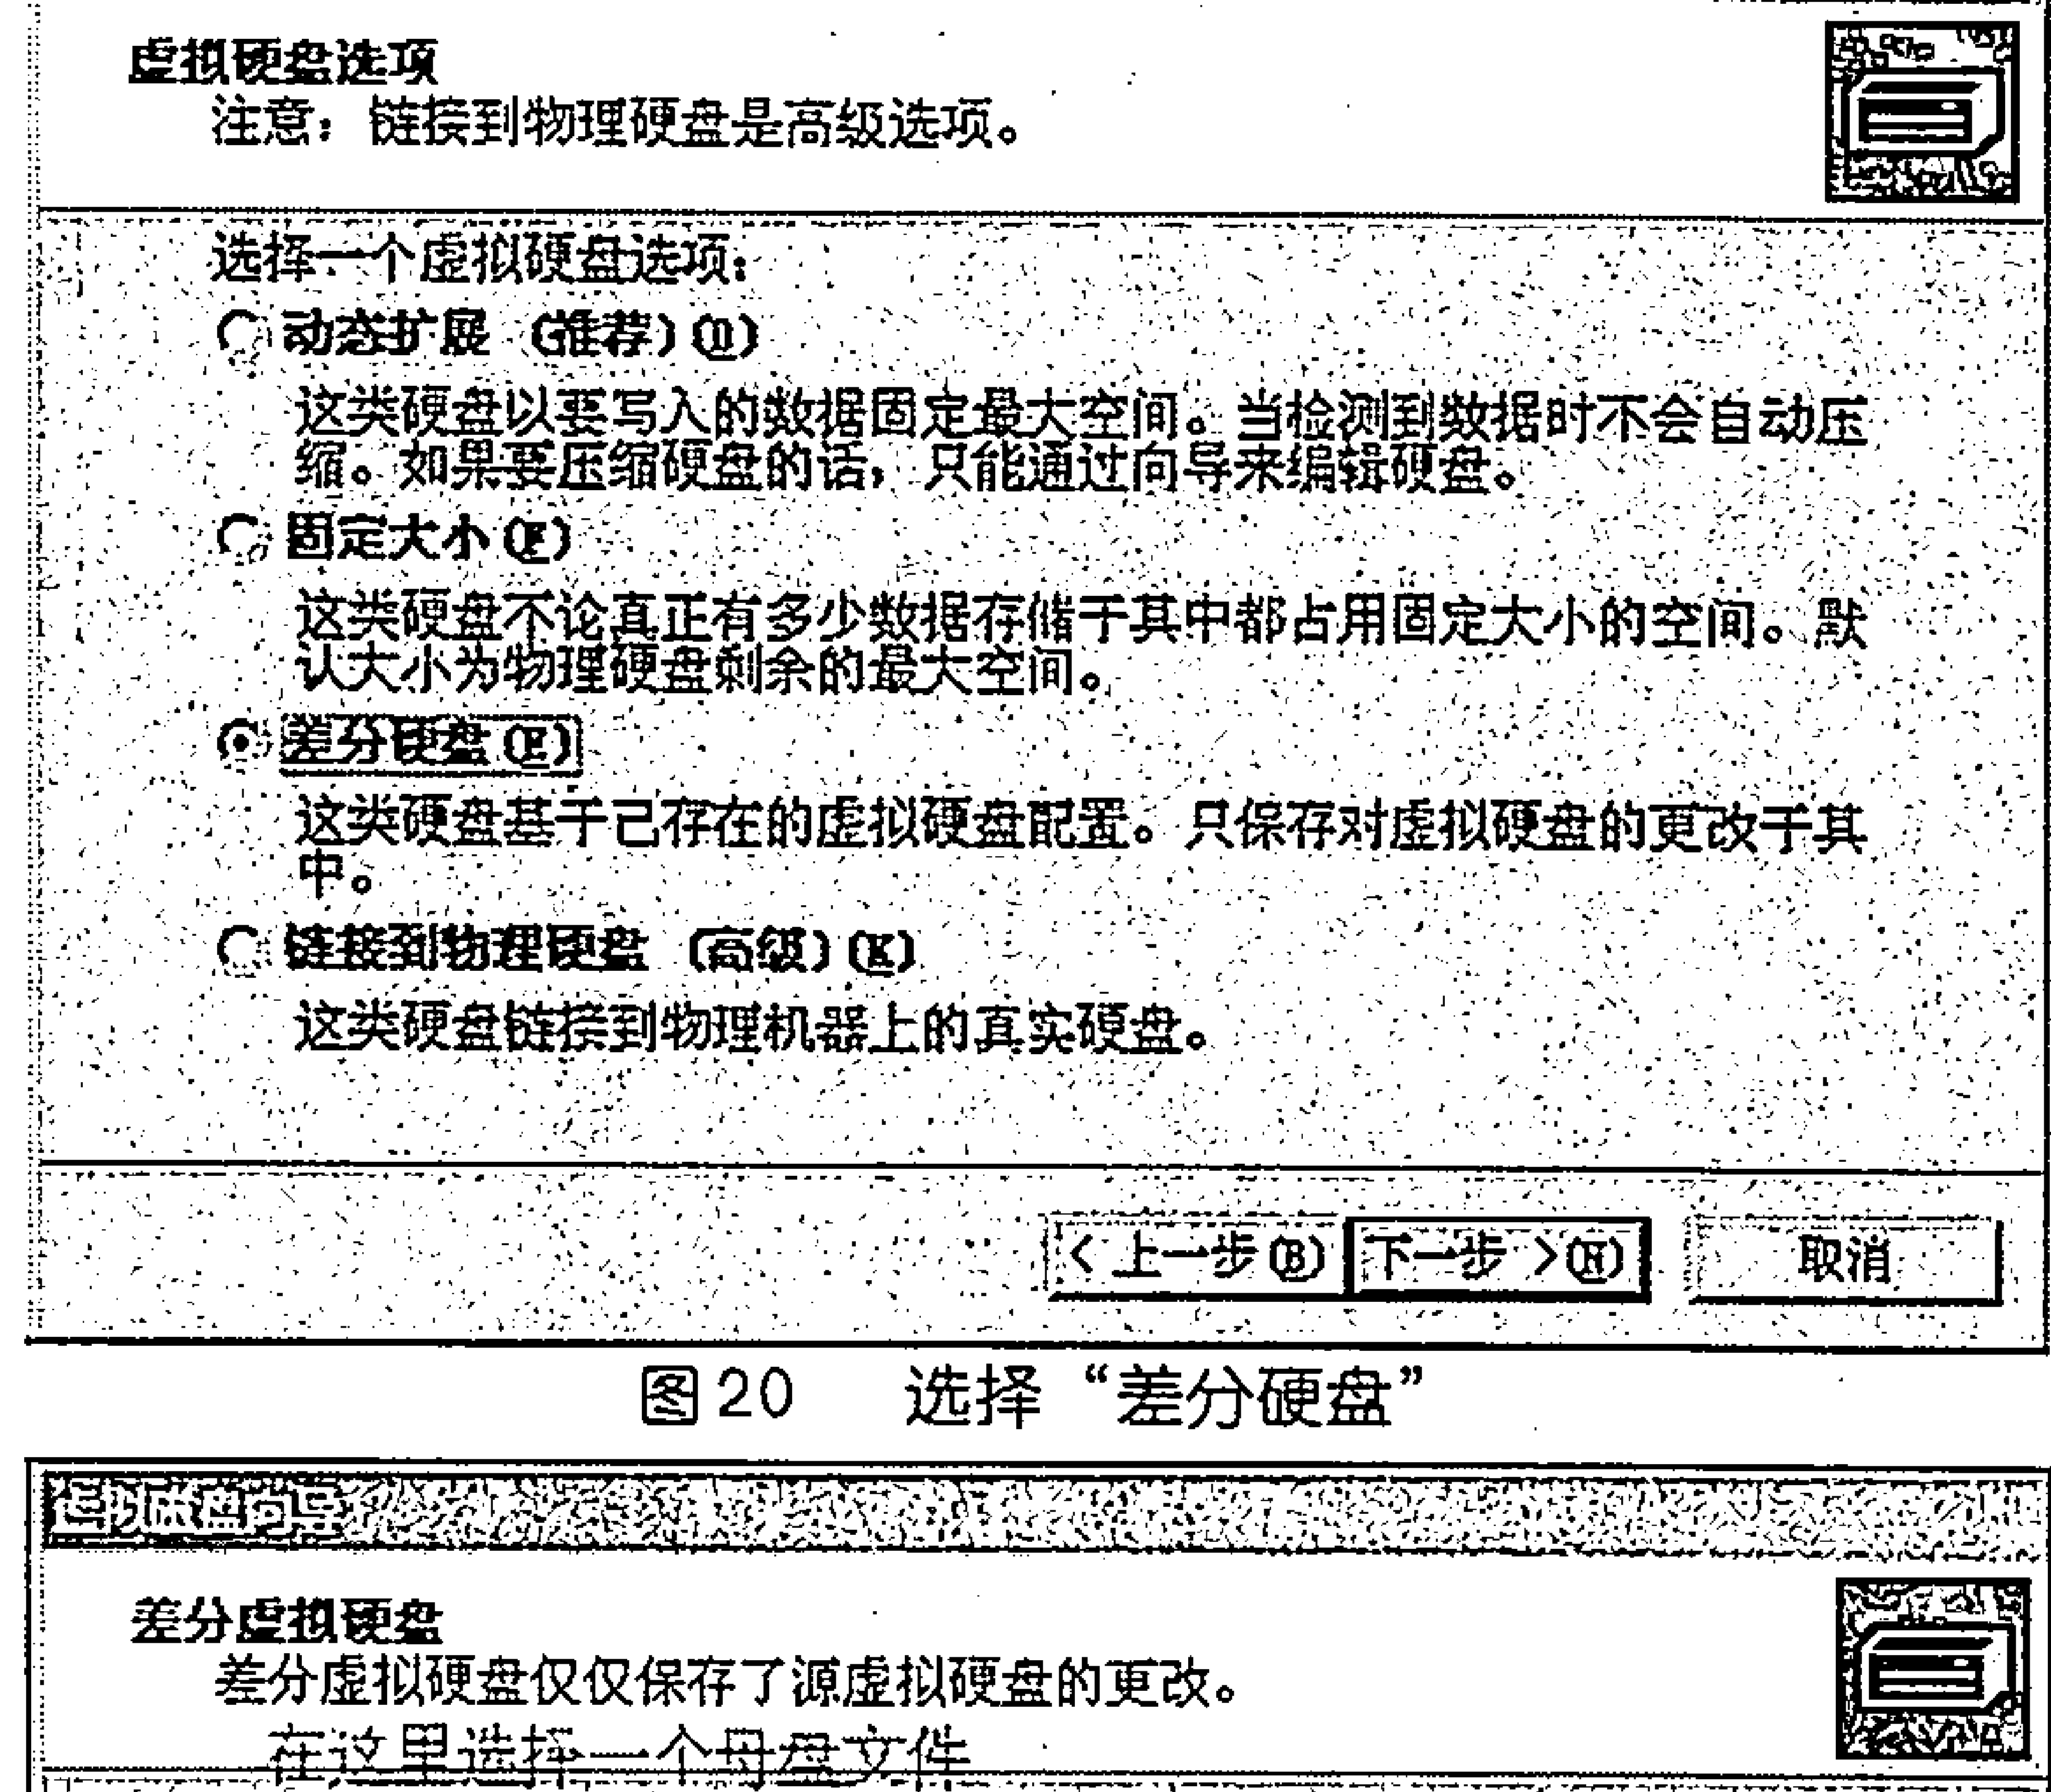 虚拟硬盘选项
注意：链接到物理硬盘是高级选项。
选择一个虚拟硬盘选项：
动态扩展（推荐）(D)
这类硬盘以要写入的数据固定最大空间。当检测到数据时不会自动压
缩。如果要压缩硬盘的话，只能通过向导来编辑硬盘。
固定大小(F)
这类硬盘不论真正有多少数据存储于其中都占用固定大小的空间。默
认大小为物理硬盘剩余的最大空间。
差分硬盘(E)
这类硬盘基于已存在的虚拟硬盘配置。只保存对虚拟硬盘的更改于其
中。
链接到物理硬盘（高级）(K)
这类硬盘链接到物理机器上的真实硬盘。
< 上一步(B) 下一步 >(N) 取消
图20 选择“差分硬盘”
差分虚拟硬盘
差分虚拟硬盘仅仅保存了源虚拟硬盘的更改。
在这里选择一个母盘文件